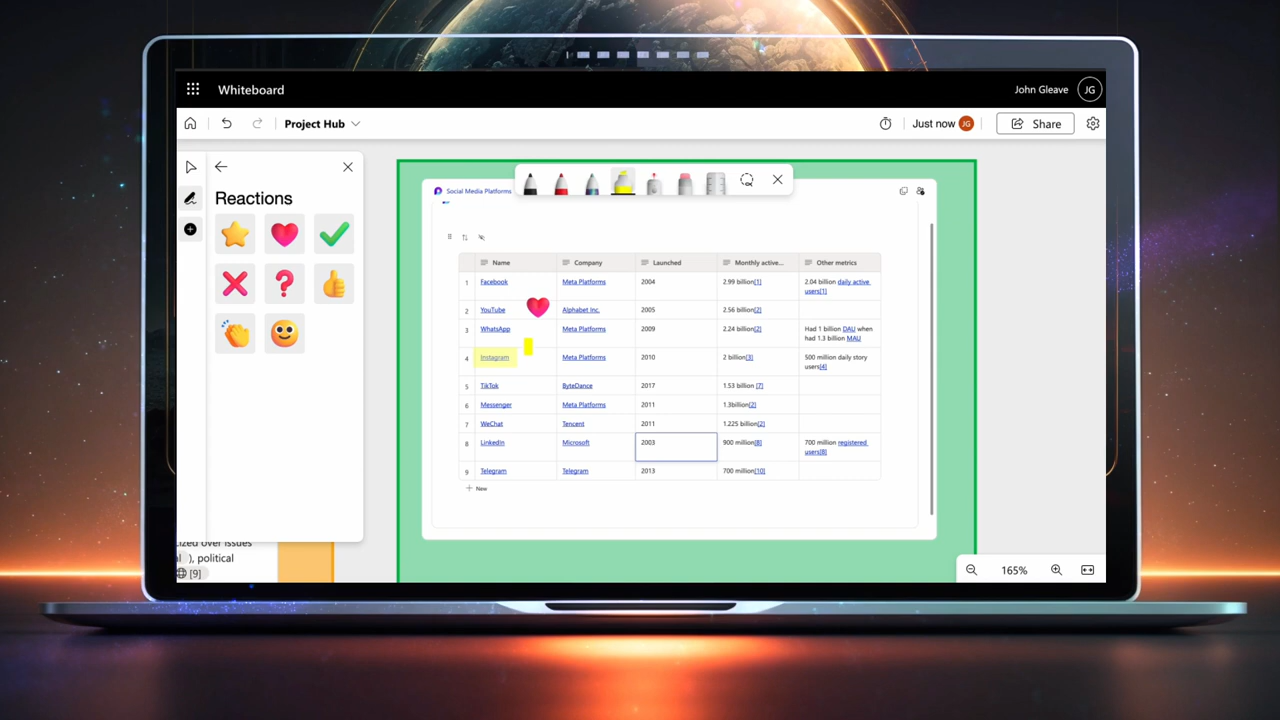 Whiteboard
John Gleave JG
Project Hub
Just now JG Share
Reactions
Social Media Platforms
Name Company Launched Monthly active... Other metrics
1 Facebook Meta Platforms 2004 2.99 billion[1] 2.04 billion daily active
users[1]
2 YouTube Alphabet Inc. 2005 2.56 billion[2]
3 WhatsApp Meta Platforms 2009 2.24 billion[2] Had 1 billion DAU when
had 1.3 billion MAU
4 Instagram Meta Platforms 2010 2 billion[3] 500 million daily story
users[4]
5 TikTok ByteDance 2017 1.53 billion [7]
6 Messenger Meta Platforms 2011 1.3billion[2]
7 WeChat Tencent 2011 1.225 billion[2]
8 LinkedIn Microsoft 2003 900 million[8] 700 million registered
users[8]
9 Telegram Telegram 2013 700 million[10]
+ New
cized over issues
al ), political
[9]
165%